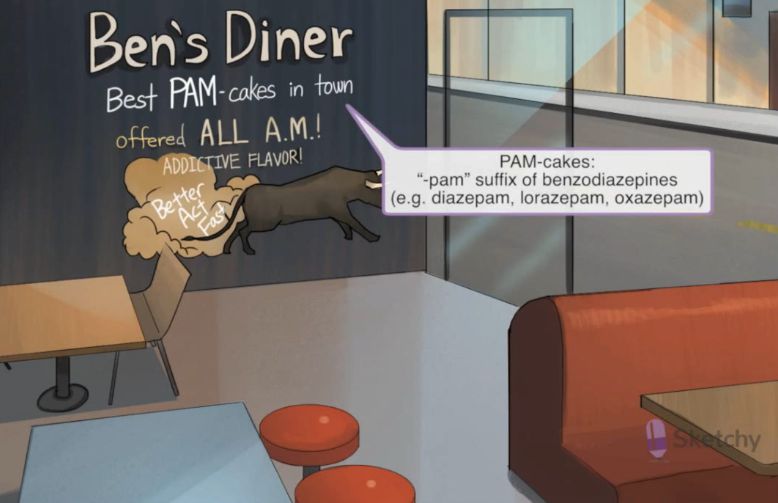 Ben's Diner
Best PAM-cakes in town
offered ALL A.M.!
ADDICTIVE FLAVOR!
Better
Act
Fast
PAM-cakes:
“-pam” suffix of benzodiazepines
(e.g. diazepam, lorazepam, oxazepam)
Sketchy